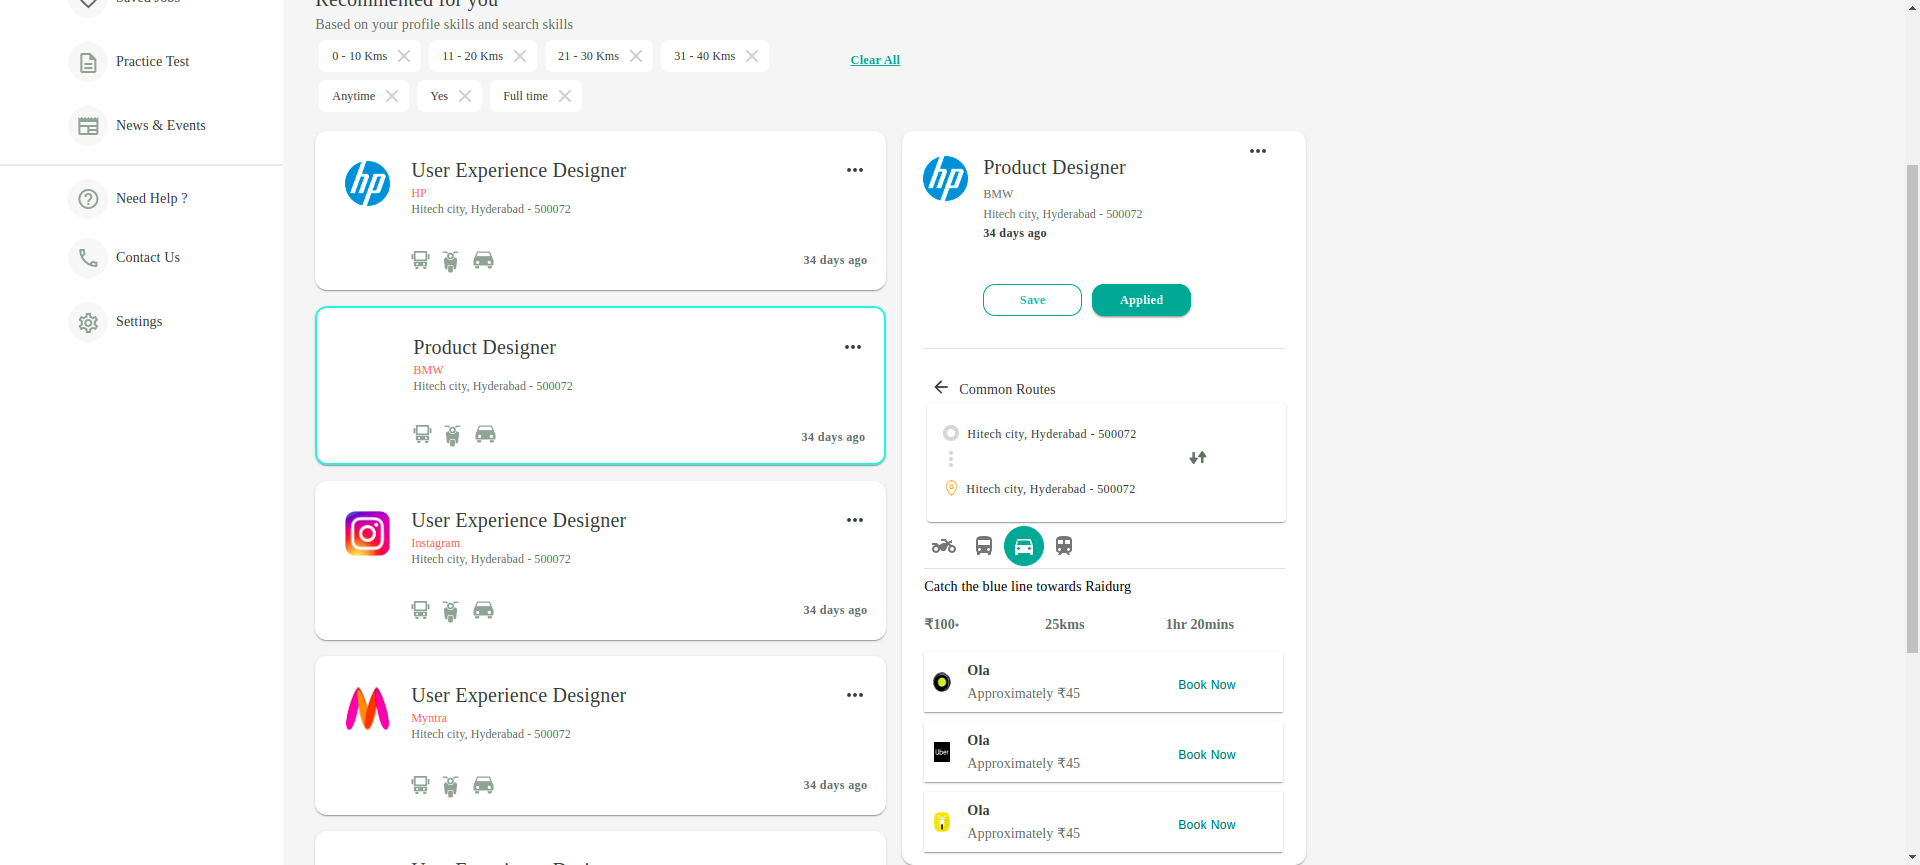 Saved Jobs
Practice Test
News & Events
Need Help ?
Contact Us
Settings
Recommented for you
Based on your profile skills and search skills
0 - 10 Kms
11 - 20 Kms
21 - 30 Kms
31 - 40 Kms
Clear All
Anytime
Yes
Full time
hp
User Experience Designer
HP
Hitech city, Hyderabad - 500072
34 days ago
Product Designer
BMW
Hitech city, Hyderabad - 500072
34 days ago
User Experience Designer
Instagram
Hitech city, Hyderabad - 500072
34 days ago
User Experience Designer
Myntra
Hitech city, Hyderabad - 500072
34 days ago
User Experience Designer
hp
Product Designer
BMW
Hitech city, Hyderabad - 500072
34 days ago
Save
Applied
Common Routes
Hitech city, Hyderabad - 500072
Hitech city, Hyderabad - 500072
Catch the blue line towards Raidurg
₹100*
25kms
1hr 20mins
Ola
Approximately ₹45
Book Now
Uber
Ola
Approximately ₹45
Book Now
Ola
Approximately ₹45
Book Now